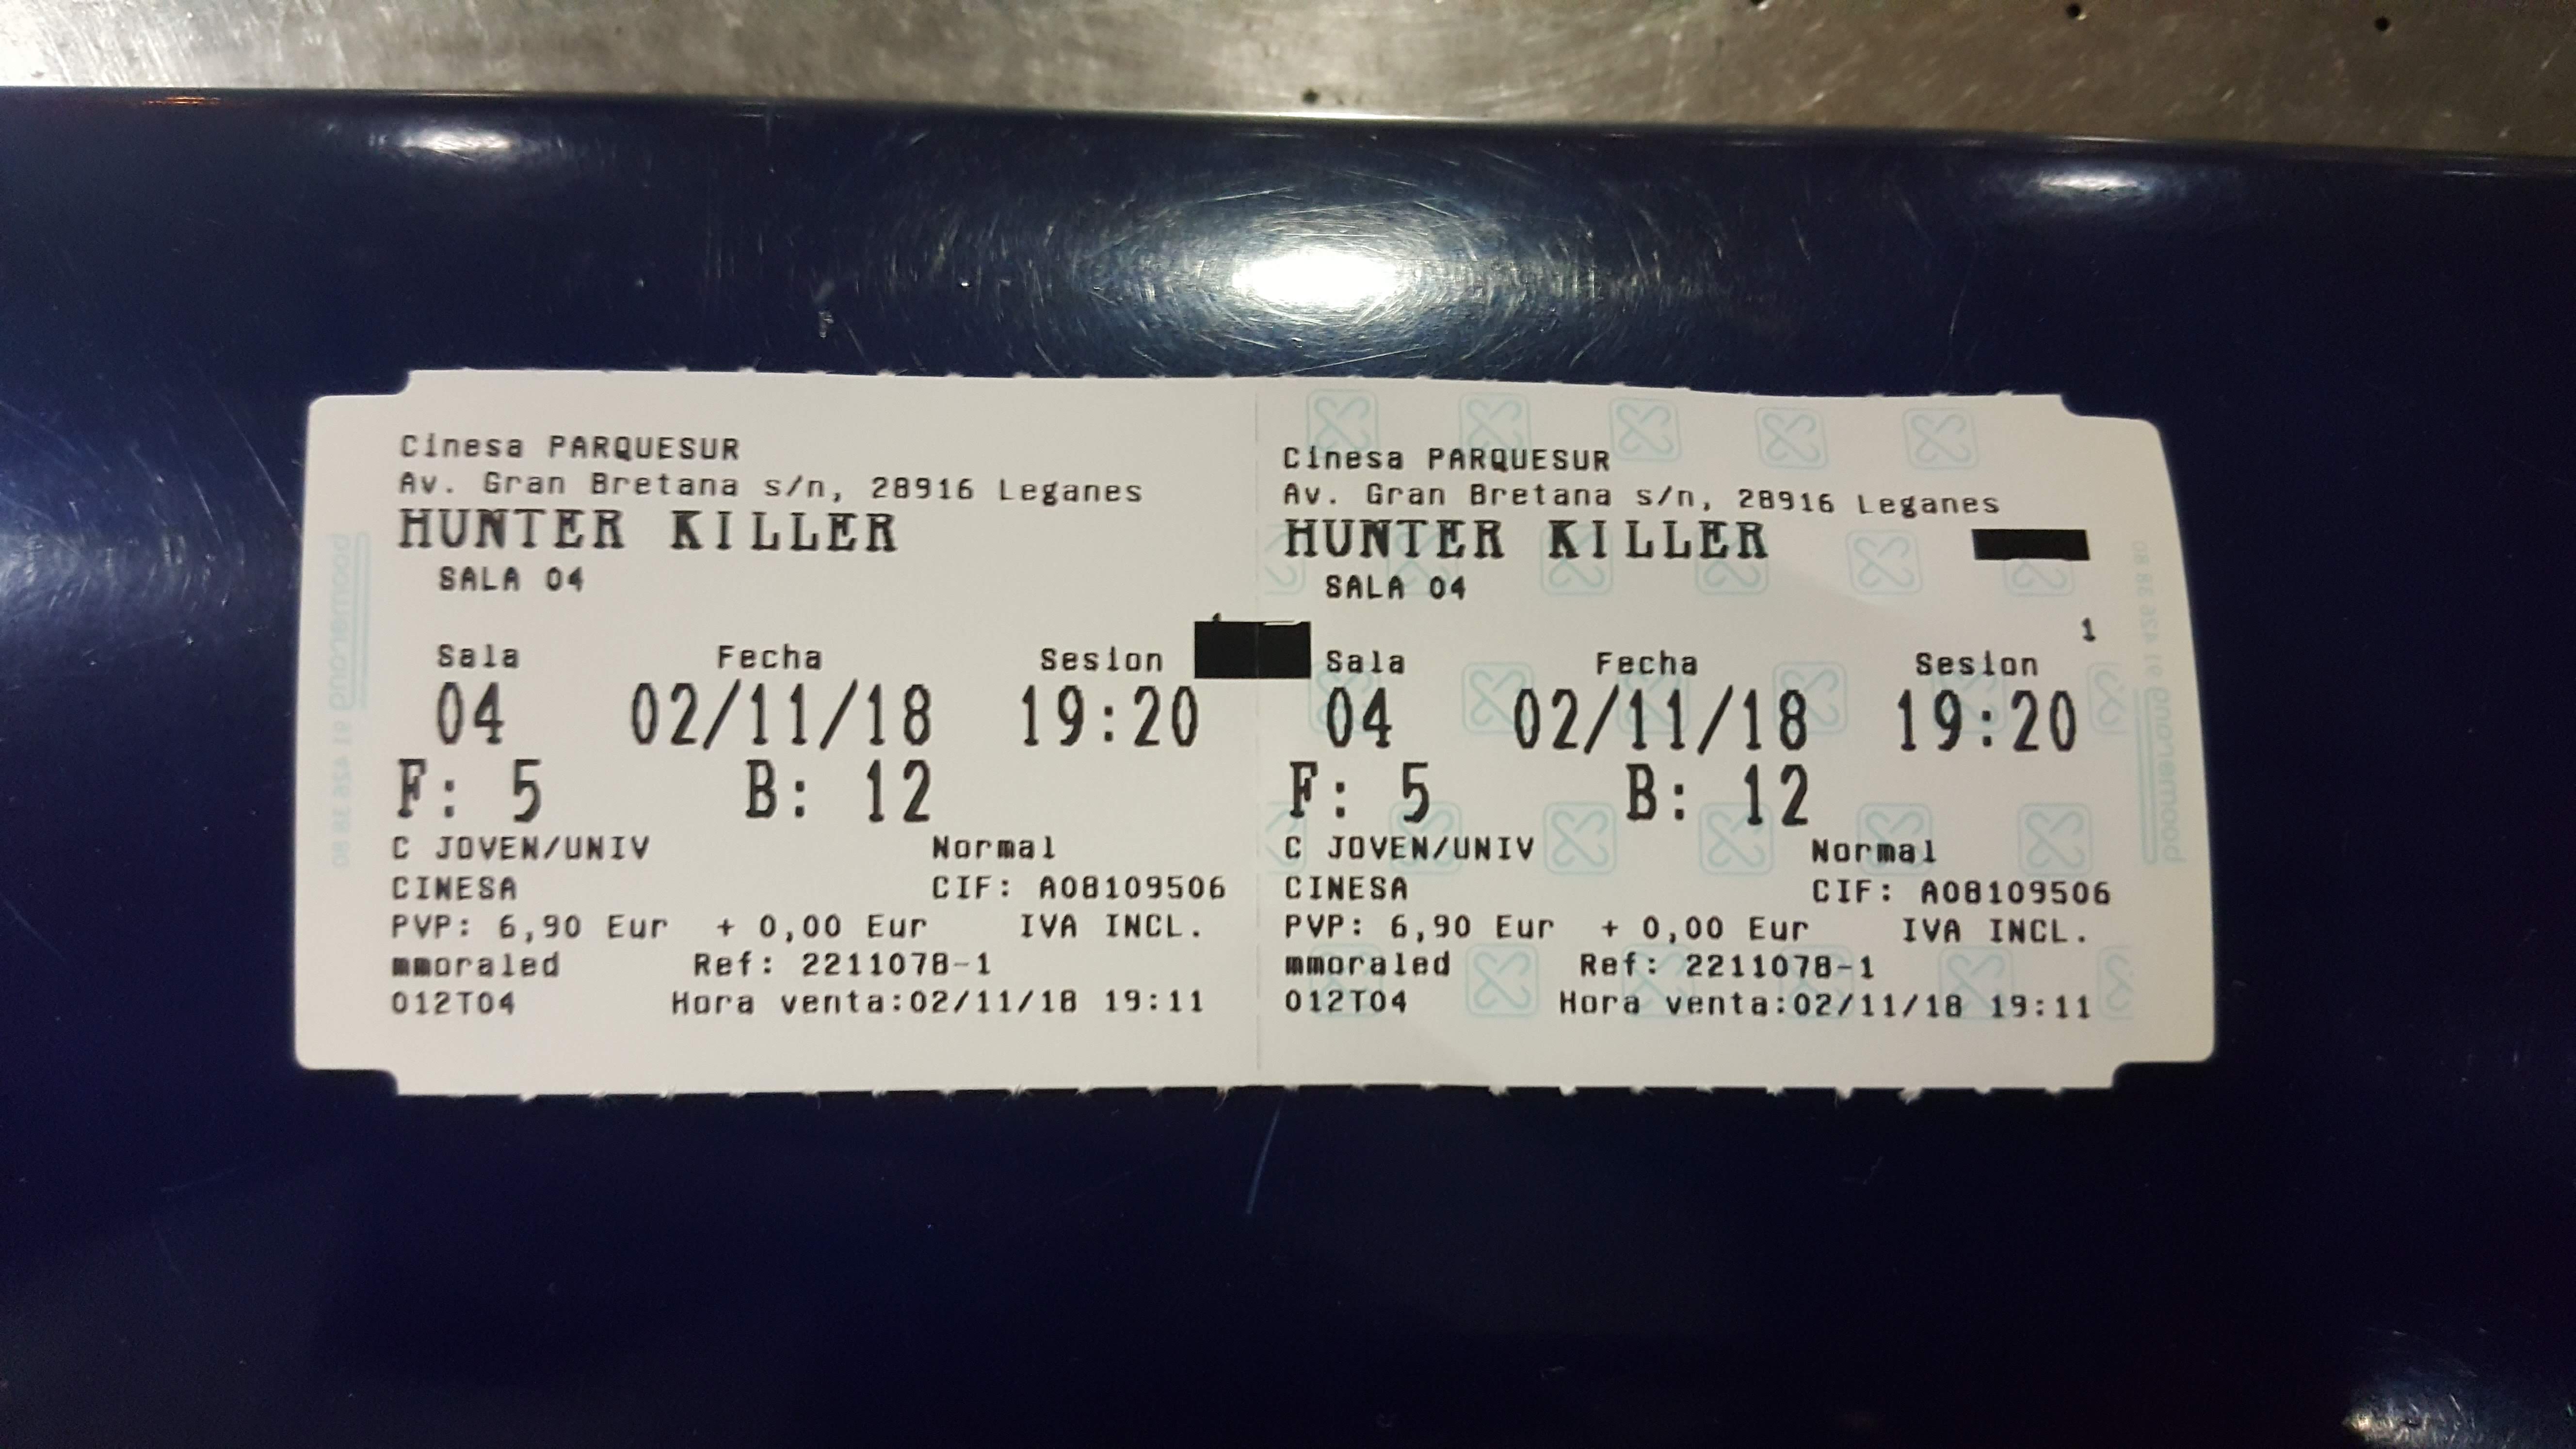 Cinesa PARQUESUR
Av. Gran Bretana s/n, 28916 Leganes
HUNTER KILLER
SALA 04
Sala Fecha Sesion
04 02/11/18 19:20
F: 5 B: 12
C JOVEN/UNIV Normal
CINESA CIF: A08109506
PVP: 6,90 Eur + 0,00 Eur IVA INCL.
mmoraled Ref: 2211078-1
012T04 Hora venta:02/11/18 19:11
Cinesa PARQUESUR
Av. Gran Bretana s/n, 28916 Leganes
HUNTER KILLER
SALA 04
1
Sala Fecha Sesion
04 02/11/18 19:20
F: 5 B: 12
C JOVEN/UNIV Normal
CINESA CIF: A08109506
PVP: 6,90 Eur + 0,00 Eur IVA INCL.
mmoraled Ref: 2211078-1
012T04 Hora venta:02/11/18 19:11